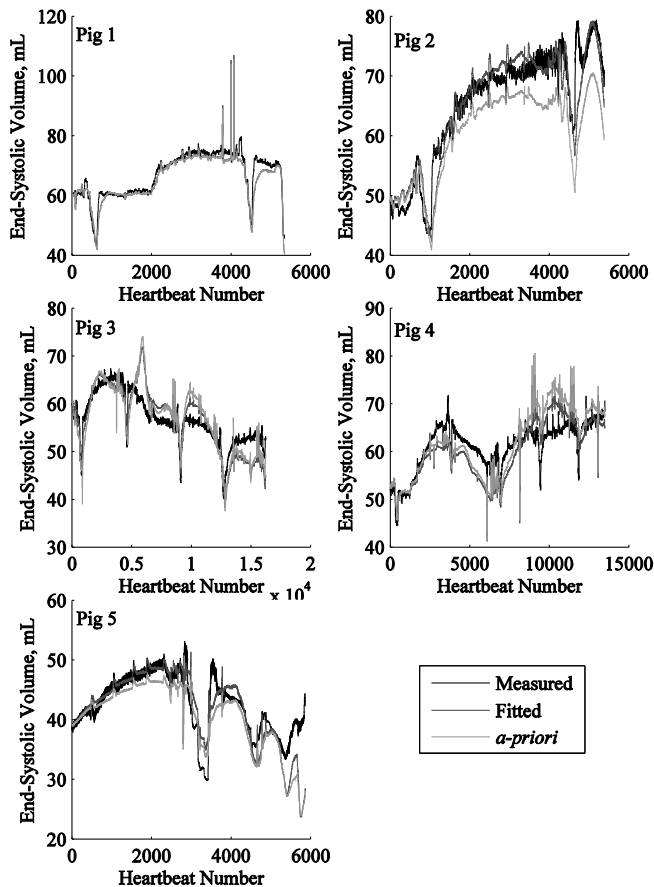 Pig 1
End-Systolic Volume, mL
120
100
80
60
40
0
2000
4000
6000
Heartbeat Number
Pig 2
End-Systolic Volume, mL
80
70
60
50
40
0
2000
4000
6000
Heartbeat Number
Pig 3
End-Systolic Volume, mL
80
70
60
50
40
30
0
0.5
1
1.5
2
Heartbeat Number
x 10^4
Pig 4
End-Systolic Volume, mL
90
80
70
60
50
40
0
5000
10000
15000
Heartbeat Number
Pig 5
End-Systolic Volume, mL
60
50
40
30
20
0
2000
4000
6000
Heartbeat Number
Measured
Fitted
a-priori